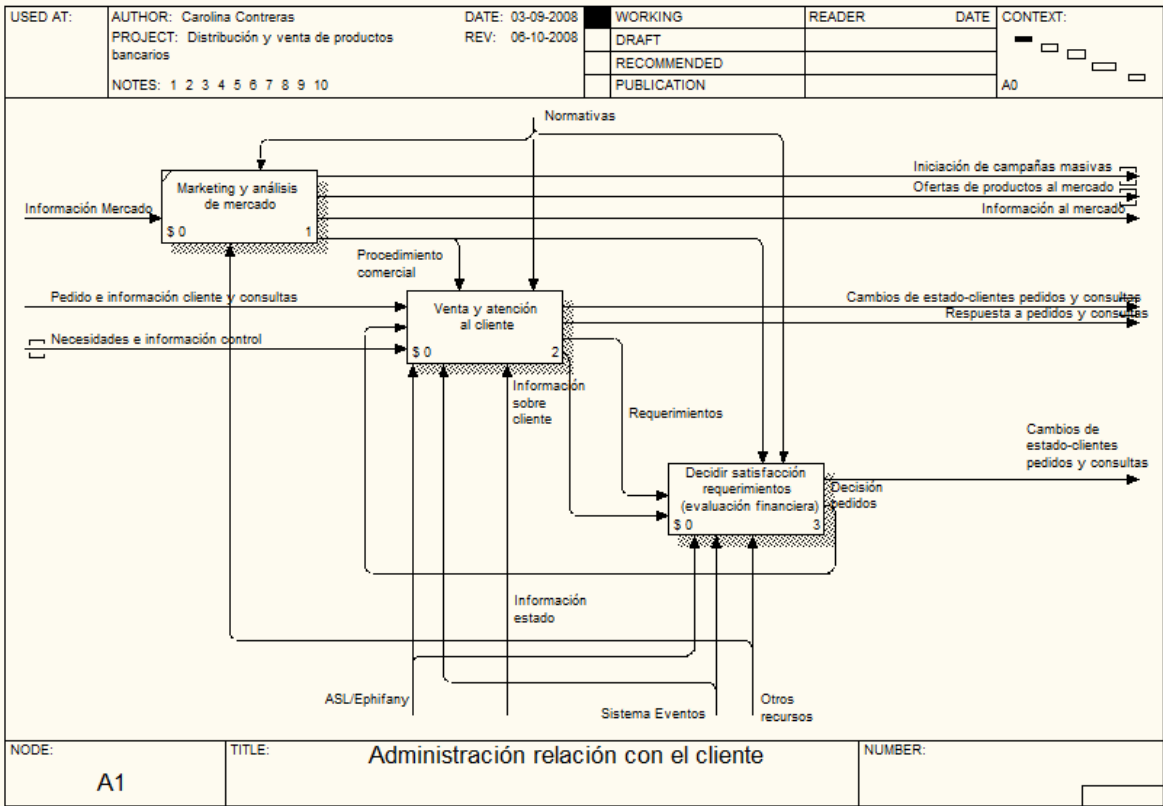 USED AT:
AUTHOR: Carolina Contreras
DATE: 03-09-2008
PROJECT: Distribución y venta de productos
bancarios
REV: 06-10-2008
NOTES: 1 2 3 4 5 6 7 8 9 10
WORKING
DRAFT
RECOMMENDED
PUBLICATION
READER DATE
CONTEXT:
A0
Normativas
Marketing y análisis
de mercado
$ 0 1
Información Mercado
Iniciación de campañas masivas
Ofertas de productos al mercado
Información al mercado
Procedimiento
comercial
Pedido e información cliente y consultas
Necesidades e información control
Venta y atención
al cliente
$ 0 2
Cambios de estado-clientes pedidos y consultas
Respuesta a pedidos y consultas
Información
sobre
cliente
Requerimientos
Decidir satisfacción
requerimientos
(evaluación financiera)
$ 0 3
Cambios de
estado-clientes
pedidos y consultas
Decisión
pedidos
Información
estado
ASL/Ephifany
Sistema Eventos
Otros
recursos
NODE:
A1
TITLE:
Administración relación con el cliente
NUMBER: